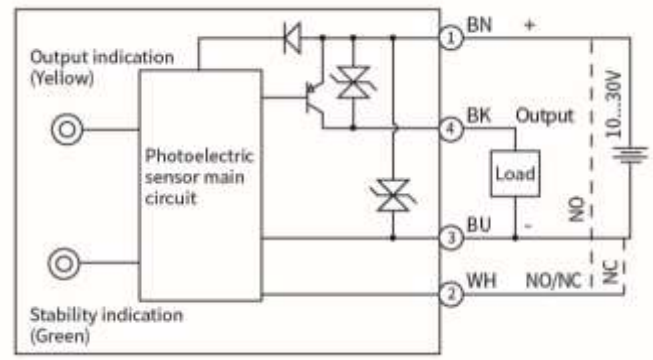 Output indication
(Yellow)
Photoelectric
sensor main
circuit
Stability indication
(Green)
1 BN +
4 BK Output
Load
10...30V
3 BU -
NO
2 WH NO/NC
NC